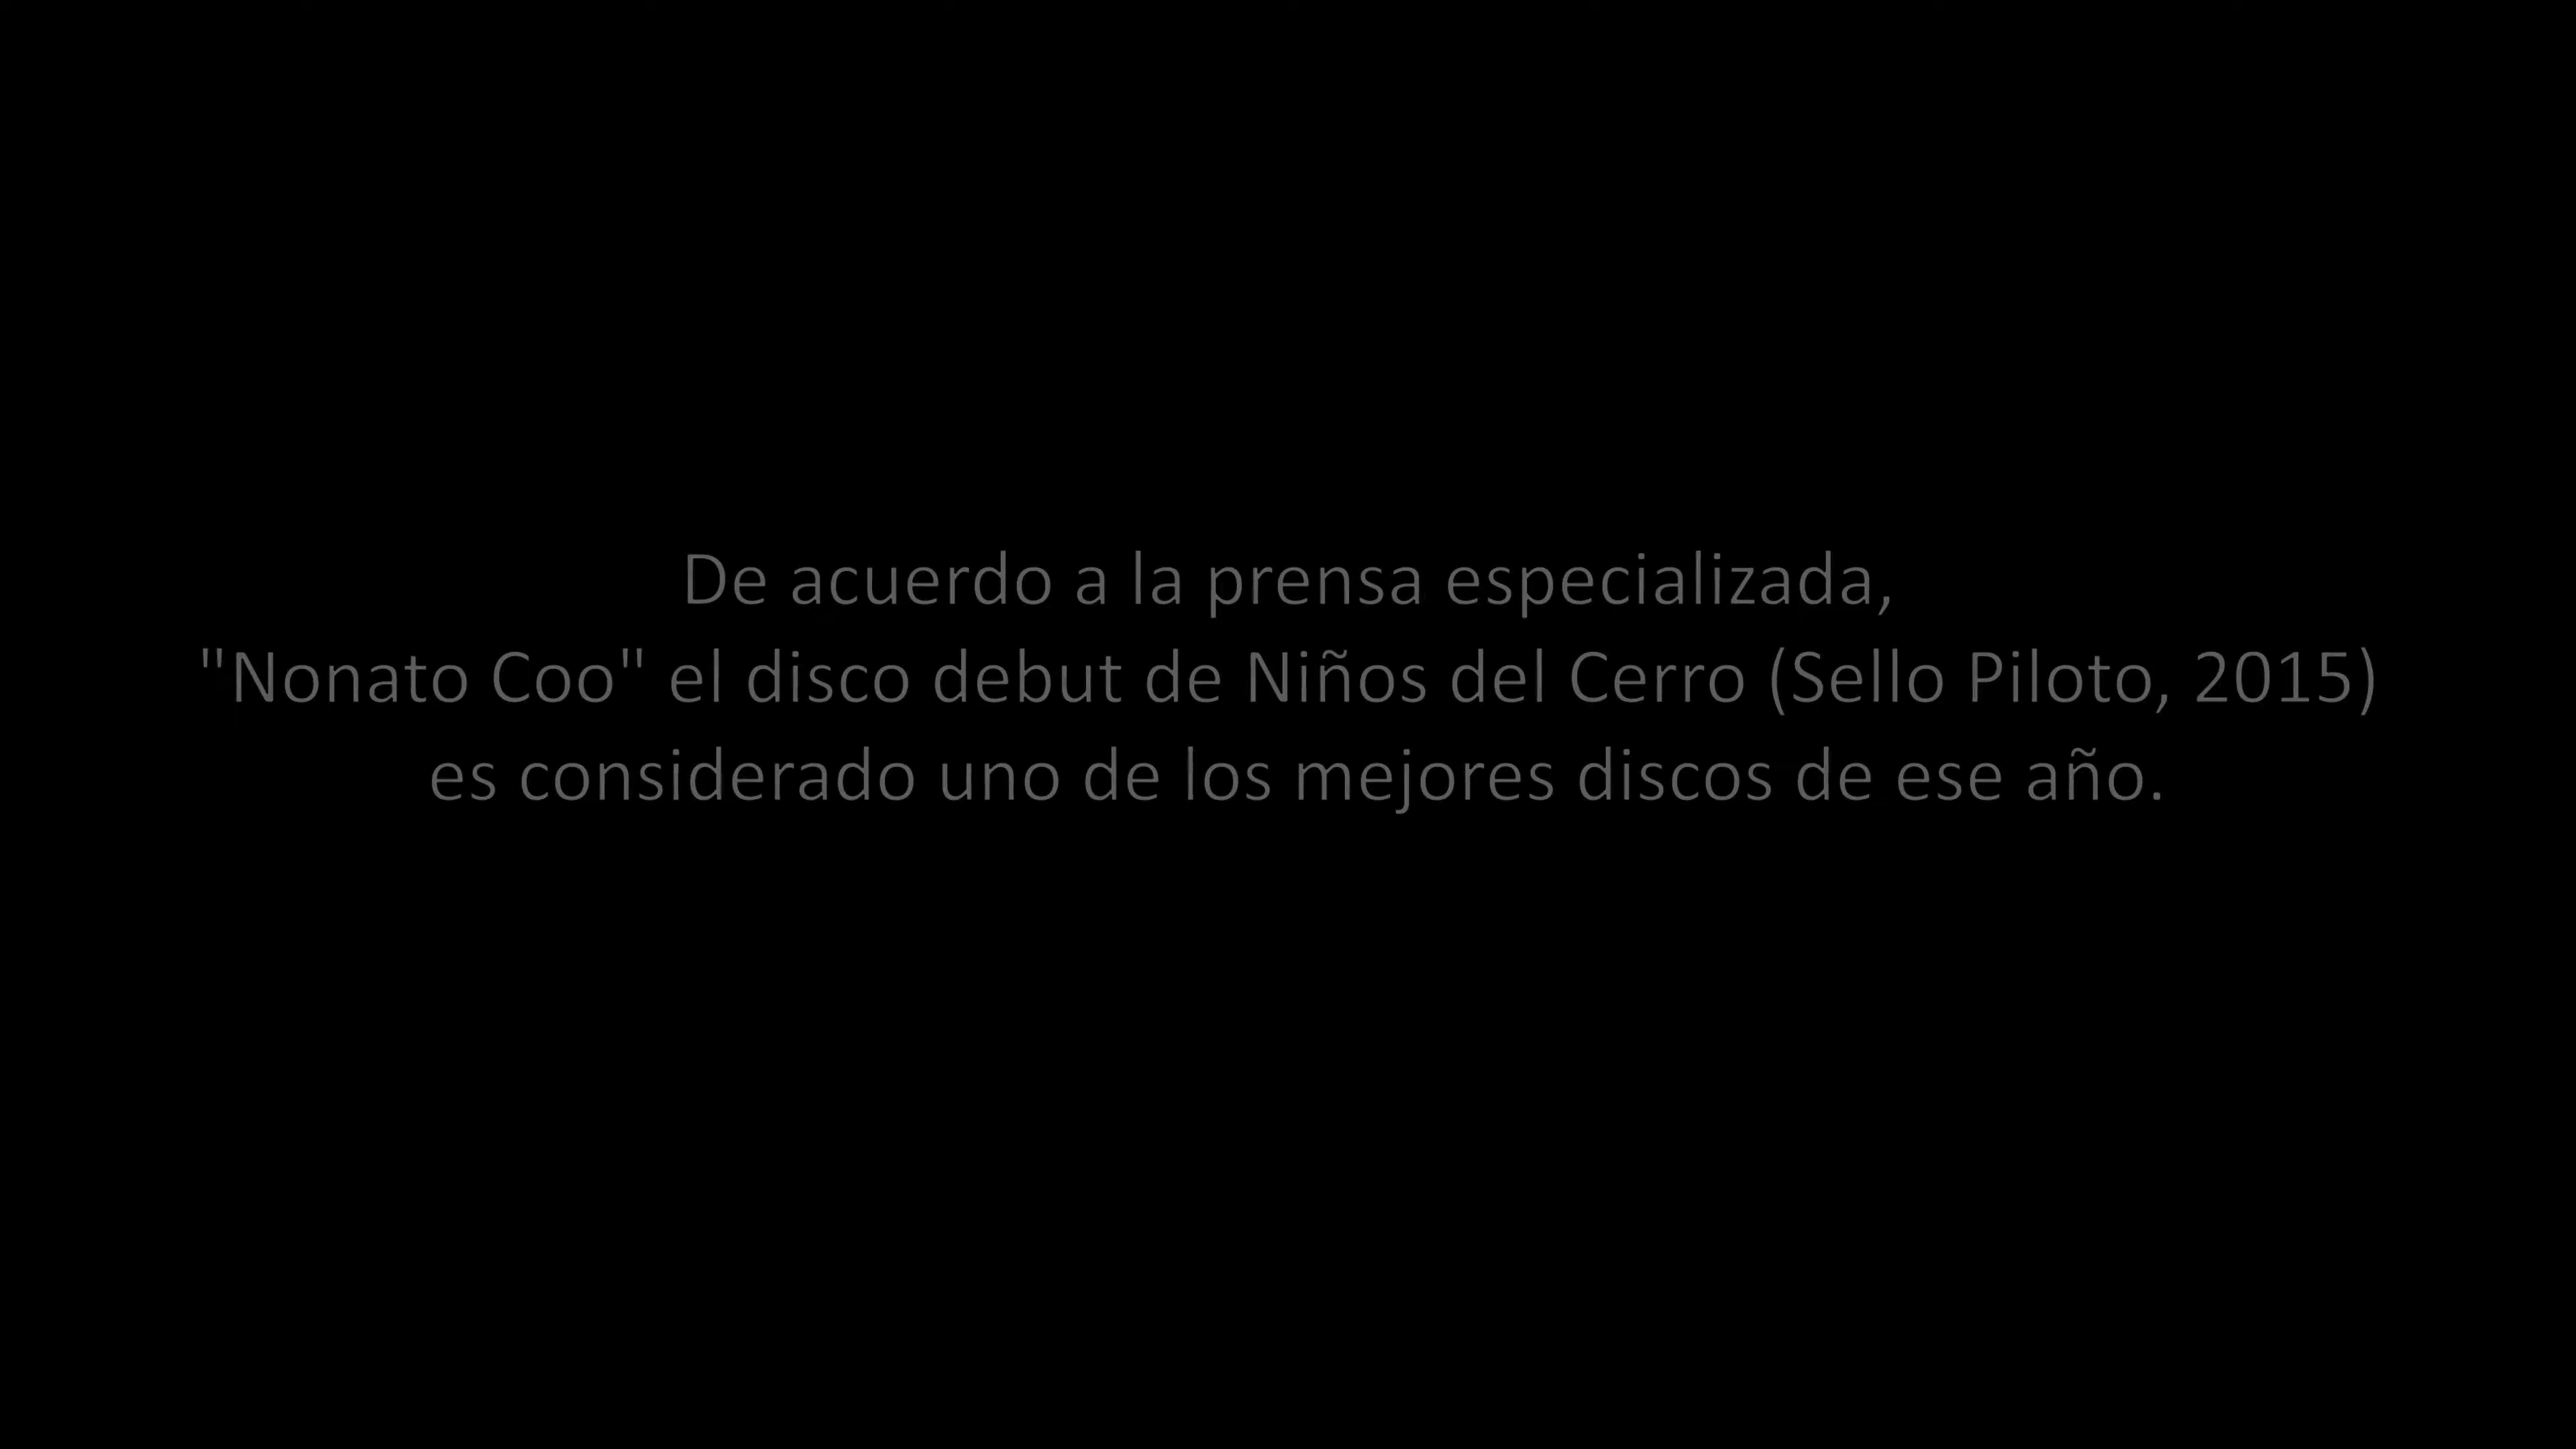 De acuerdo a la prensa especializada,
"Nonato Coo" el disco debut de Niños del Cerro (Sello Piloto, 2015)
es considerado uno de los mejores discos de ese año.